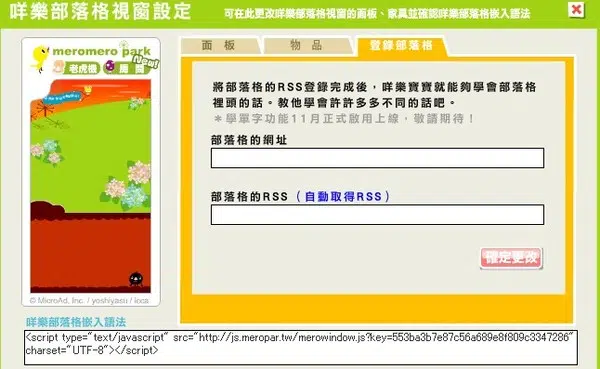 咩樂部落格視窗設定
可在此更改咩樂部落格視窗的面板、家具並確認咩樂部落格嵌入語法
meromero park
老虎機
New!
面板
物品
登錄部落格
將部落格的RSS登錄完成後，咩樂寶寶就能夠學會部落格
裡頭的話。教他學會許許多多不同的話吧。
＊學單字功能11月正式啟用上線，敬請期待！
部落格的網址
部落格的RSS（自動取得RSS）
確定更改
© MicroAd, Inc. / yoshiyasu / icca
咩樂部落格嵌入語法
<script type="text/javascript" src="http://js.meropar.tw/merowindow.js?key=553ba3b7e87c56a689e8f809c3347286"
charset="UTF-8"></script>